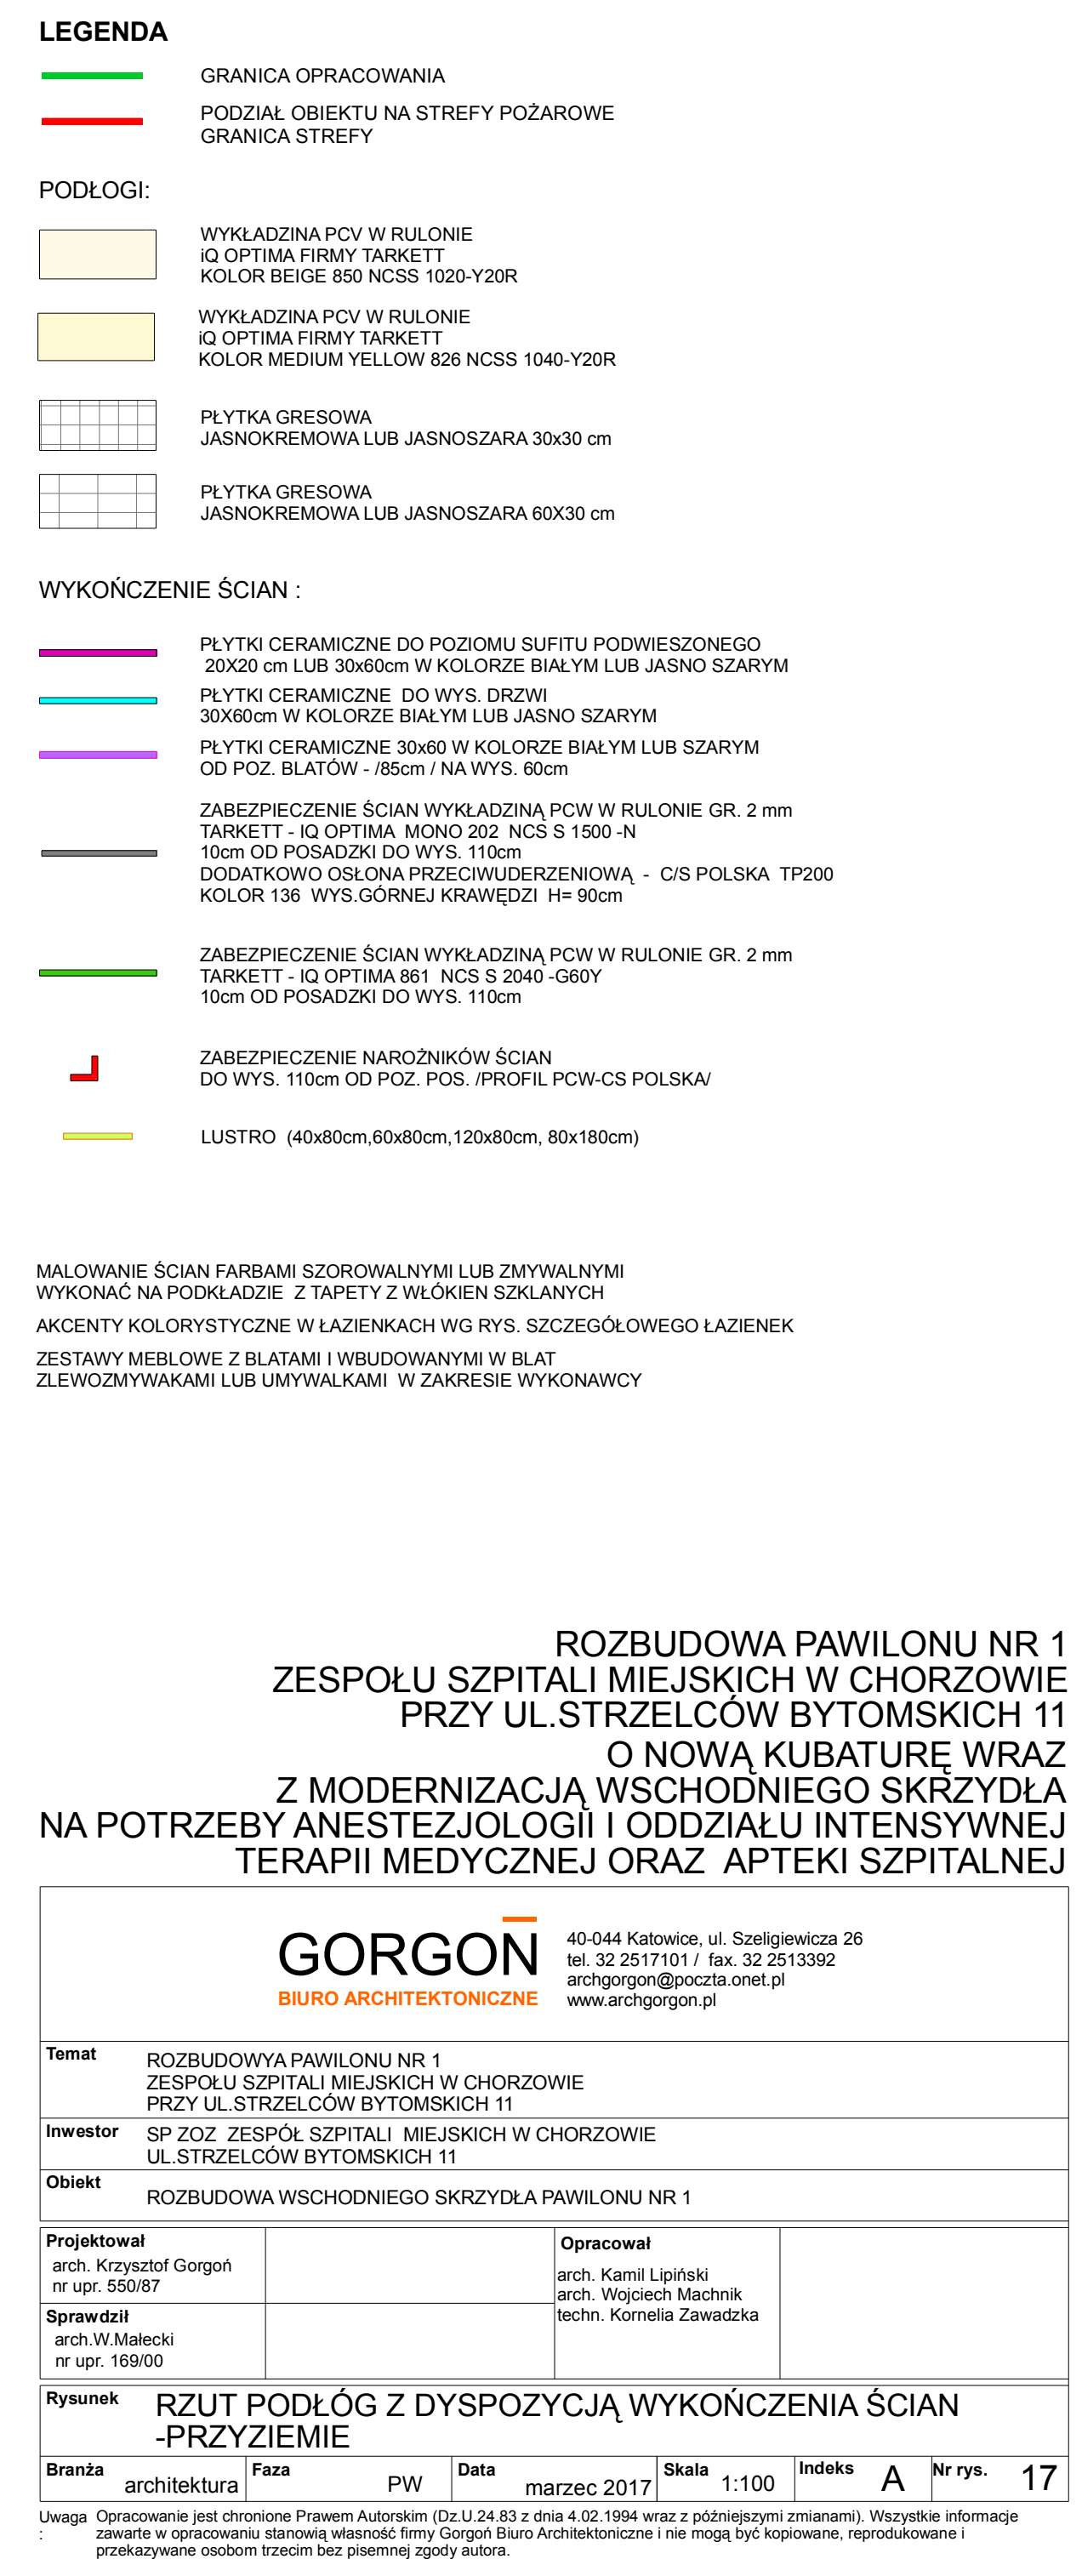 LEGENDA
GRANICA OPRACOWANIA
PODZIAŁ OBIEKTU NA STREFY POŻAROWE
GRANICA STREFY
PODŁOGI:
WYKŁADZINA PCV W RULONIE
iQ OPTIMA FIRMY TARKETT
KOLOR BEIGE 850 NCSS 1020-Y20R
WYKŁADZINA PCV W RULONIE
iQ OPTIMA FIRMY TARKETT
KOLOR MEDIUM YELLOW 826 NCSS 1040-Y20R
PŁYTKA GRESOWA
JASNOKREMOWA LUB JASNOSZARA 30x30 cm
PŁYTKA GRESOWA
JASNOKREMOWA LUB JASNOSZARA 60X30 cm
WYKOŃCZENIE ŚCIAN :
PŁYTKI CERAMICZNE DO POZIOMU SUFITU PODWIESZONEGO
20X20 cm LUB 30x60cm W KOLORZE BIAŁYM LUB JASNO SZARYM
PŁYTKI CERAMICZNE DO WYS. DRZWI
30X60cm W KOLORZE BIAŁYM LUB JASNO SZARYM
PŁYTKI CERAMICZNE 30x60 W KOLORZE BIAŁYM LUB SZARYM
OD POZ. BLATÓW - /85cm / NA WYS. 60cm
ZABEZPIECZENIE ŚCIAN WYKŁADZINĄ PCW W RULONIE GR. 2 mm
TARKETT - IQ OPTIMA MONO 202 NCS S 1500 -N
10cm OD POSADZKI DO WYS. 110cm
DODATKOWO OSŁONA PRZECIWUDERZENIOWĄ - C/S POLSKA TP200
KOLOR 136 WYS.GÓRNEJ KRAWĘDZI H= 90cm
ZABEZPIECZENIE ŚCIAN WYKŁADZINĄ PCW W RULONIE GR. 2 mm
TARKETT - IQ OPTIMA 861 NCS S 2040 -G60Y
10cm OD POSADZKI DO WYS. 110cm
ZABEZPIECZENIE NAROŻNIKÓW ŚCIAN
DO WYS. 110cm OD POZ. POS. /PROFIL PCW-CS POLSKA/
LUSTRO (40x80cm,60x80cm,120x80cm, 80x180cm)
MALOWANIE ŚCIAN FARBAMI SZOROWALNYMI LUB ZMYWALNYMI
WYKONAĆ NA PODKŁADZIE Z TAPETY Z WŁÓKIEN SZKLANYCH
AKCENTY KOLORYSTYCZNE W ŁAZIENKACH WG RYS. SZCZEGÓŁOWEGO ŁAZIENEK
ZESTAWY MEBLOWE Z BLATAMI I WBUDOWANYMI W BLAT
ZLEWOZMYWAKAMI LUB UMYWALKAMI W ZAKRESIE WYKONAWCY
ROZBUDOWA PAWILONU NR 1
ZESPOŁU SZPITALI MIEJSKICH W CHORZOWIE
PRZY UL.STRZELCÓW BYTOMSKICH 11
O NOWĄ KUBATURĘ WRAZ
Z MODERNIZACJĄ WSCHODNIEGO SKRZYDŁA
NA POTRZEBY ANESTEZJOLOGII I ODDZIAŁU INTENSYWNEJ
TERAPII MEDYCZNEJ ORAZ APTEKI SZPITALNEJ
GORGOŃ
BIURO ARCHITEKTONICZNE
40-044 Katowice, ul. Szeligiewicza 26
tel. 32 2517101 / fax. 32 2513392
archgorgon@poczta.onet.pl
www.archgorgon.pl
Temat
ROZBUDOWYA PAWILONU NR 1
ZESPOŁU SZPITALI MIEJSKICH W CHORZOWIE
PRZY UL.STRZELCÓW BYTOMSKICH 11
Inwestor
SP ZOZ ZESPÓŁ SZPITALI MIEJSKICH W CHORZOWIE
UL.STRZELCÓW BYTOMSKICH 11
Obiekt
ROZBUDOWA WSCHODNIEGO SKRZYDŁA PAWILONU NR 1
Projektował
arch. Krzysztof Gorgoń
nr upr. 550/87
Sprawdził
arch.W.Małecki
nr upr. 169/00
Opracował
arch. Kamil Lipiński
arch. Wojciech Machnik
techn. Kornelia Zawadzka
Rysunek
RZUT PODŁÓG Z DYSPOZYCJĄ WYKOŃCZENIA ŚCIAN
-PRZYZIEMIE
Branża architektura Faza PW Data marzec 2017 Skala 1:100 Indeks A Nr rys. 17
Uwaga : Opracowanie jest chronione Prawem Autorskim (Dz.U.24.83 z dnia 4.02.1994 wraz z późniejszymi zmianami). Wszystkie informacje
zawarte w opracowaniu stanowią własność firmy Gorgoń Biuro Architektoniczne i nie mogą być kopiowane, reprodukowane i
przekazywane osobom trzecim bez pisemnej zgody autora.